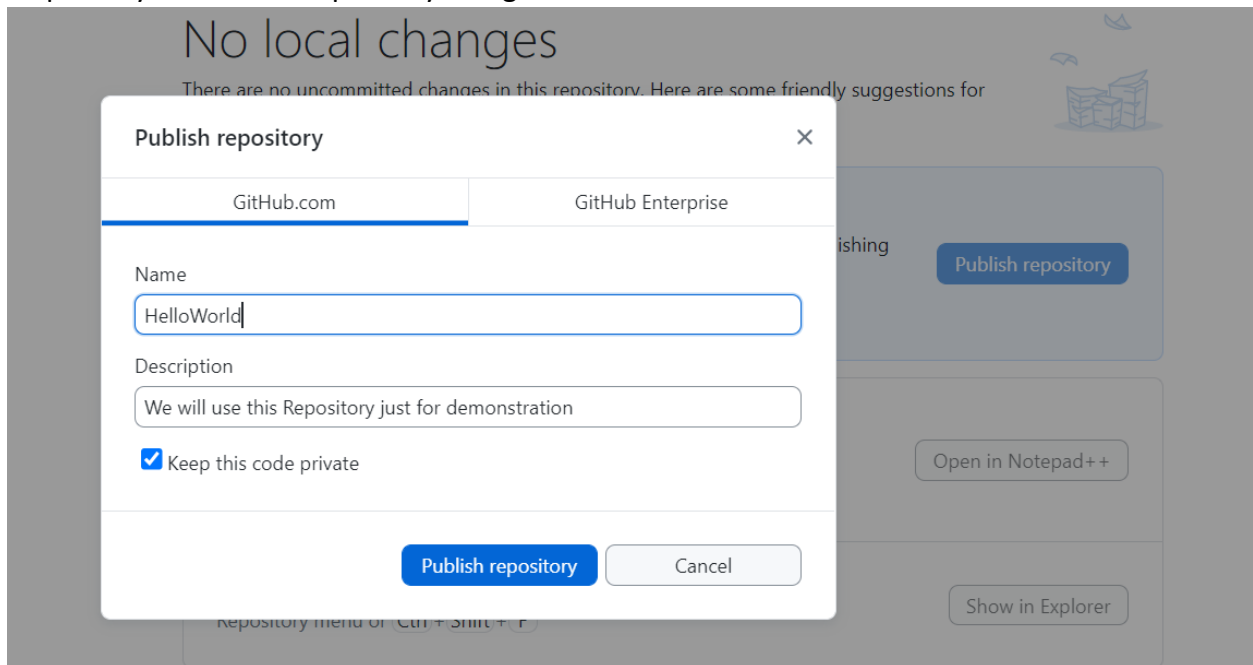 No local changes
There are no uncommitted changes in this repository. Here are some friendly suggestions for
Publish repository
GitHub.com GitHub Enterprise
ishing
Publish repository
Name
HelloWorld
Description
We will use this Repository just for demonstration
Keep this code private
Open in Notepad++
Publish repository Cancel
Show in Explorer
Repository menu or Ctrl + Shift + F